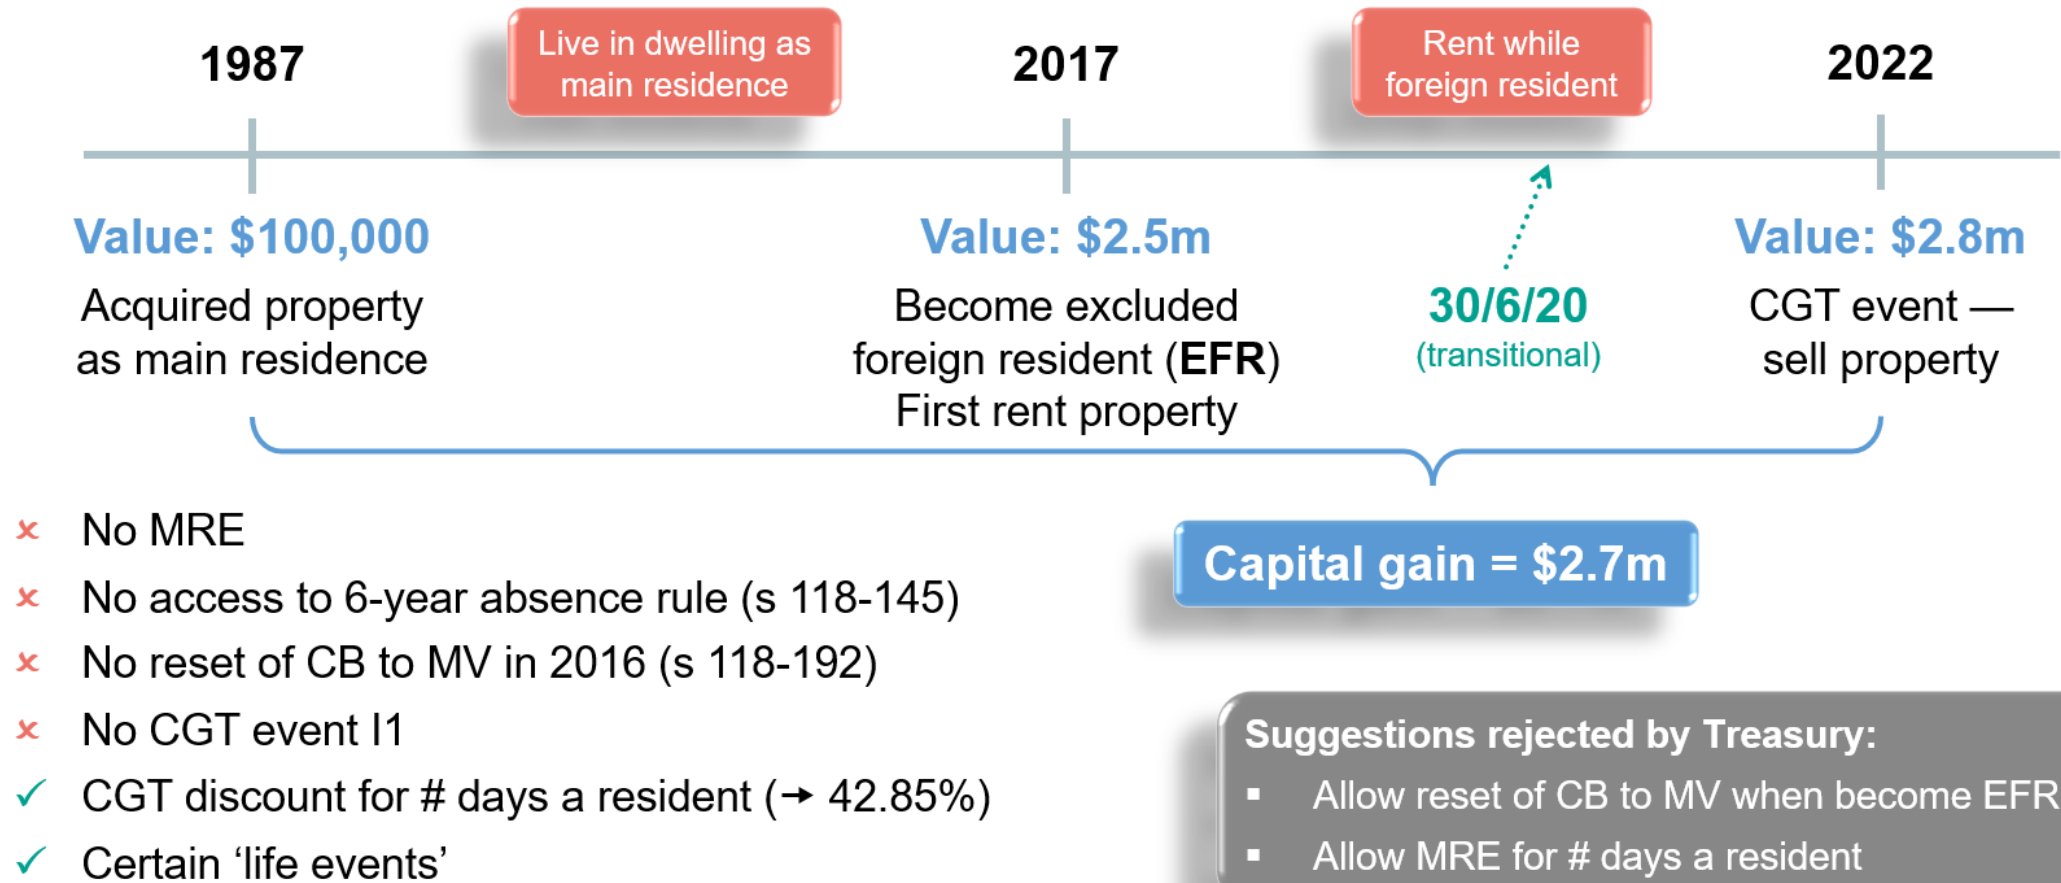 1987
Live in dwelling as
main residence
2017
Rent while
foreign resident
2022
Value: $100,000
Acquired property
as main residence
Value: $2.5m
Become excluded
foreign resident (EFR)
First rent property
30/6/20
(transitional)
Value: $2.8m
CGT event —
sell property
Capital gain = $2.7m
× No MRE
× No access to 6-year absence rule (s 118-145)
× No reset of CB to MV in 2016 (s 118-192)
× No CGT event I1
✓ CGT discount for # days a resident (→ 42.85%)
✓ Certain ‘life events’
Suggestions rejected by Treasury:
▪ Allow reset of CB to MV when become EFR
▪ Allow MRE for # days a resident